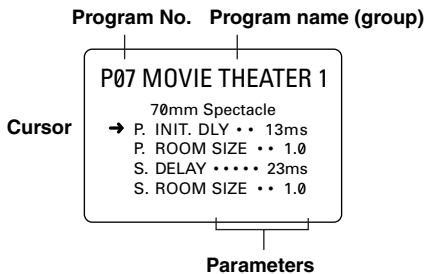 Program No. Program name (group)
P07 MOVIE THEATER 1
70mm Spectacle
Cursor ➜ P. INIT. DLY •• 13ms
P. ROOM SIZE •• 1.0
S. DELAY ••••• 23ms
S. ROOM SIZE •• 1.0
Parameters